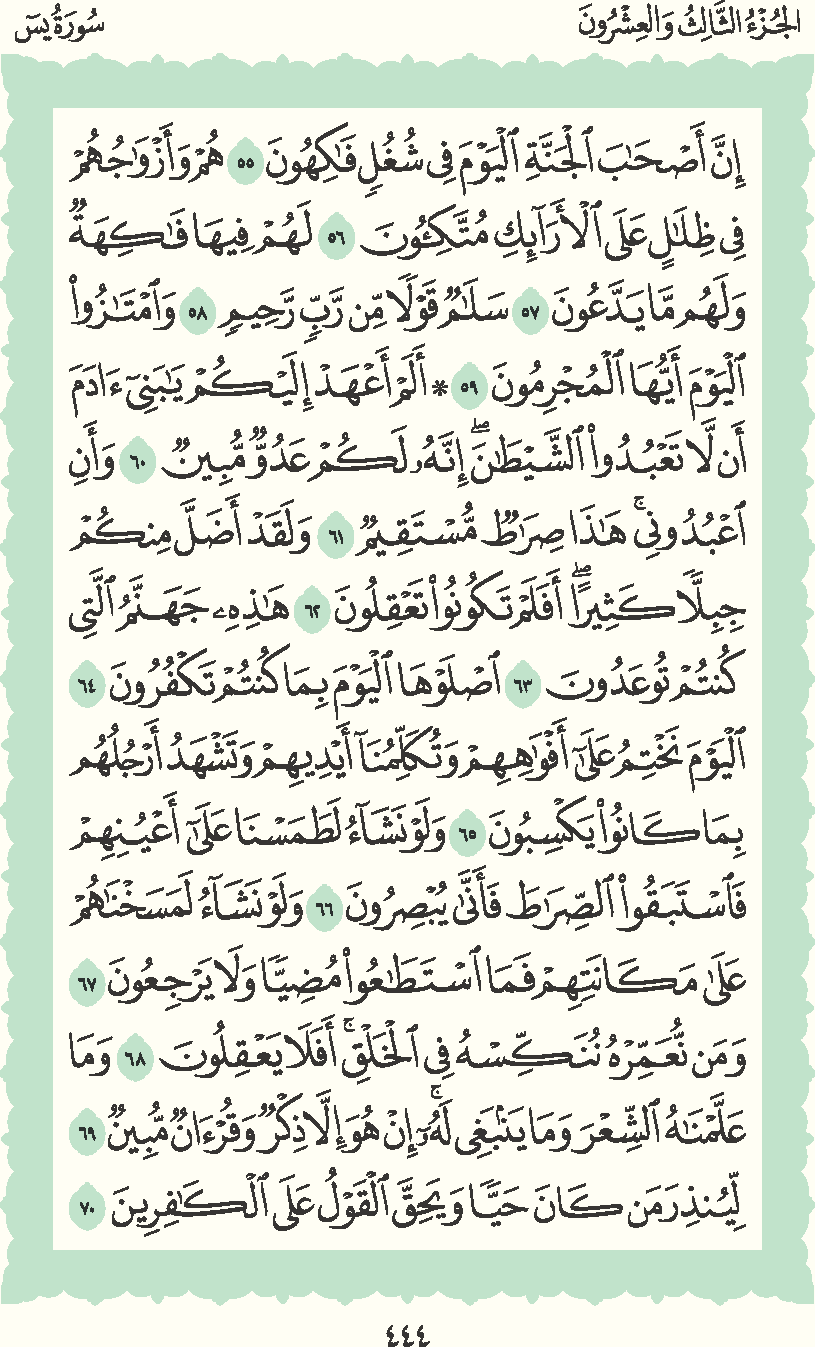 الجُزْءُ الثَّالِثُ وَالعِشْرُونَ
سُورَةُ يسٓ
إِنَّ أَصْحَٰبَ ٱلْجَنَّةِ ٱلْيَوْمَ فِى شُغُلٍ فَٰكِهُونَ ٥٥ هُمْ وَأَزْوَٰجُهُمْ
فِى ظِلَٰلٍ عَلَى ٱلْأَرَآئِكِ مُتَّكِـُٔونَ ٥٦ لَهُمْ فِيهَا فَٰكِهَةٌ
وَلَهُم مَّا يَدَّعُونَ ٥٧ سَلَٰمٌ قَوْلًا مِّن رَّبٍّ رَّحِيمٍ ٥٨ وَٱمْتَٰزُوا۟
ٱلْيَوْمَ أَيُّهَا ٱلْمُجْرِمُونَ ٥٩ * أَلَمْ أَعْهَدْ إِلَيْكُمْ يَٰبَنِىٓ ءَادَمَ
أَن لَّا تَعْبُدُوا۟ ٱلشَّيْطَٰنَۖ إِنَّهُۥ لَكُمْ عَدُوٌّ مُّبِينٌ ٦٠ وَأَنِ
ٱعْبُدُونِىۚ هَٰذَا صِرَٰطٌ مُّسْتَقِيمٌ ٦١ وَلَقَدْ أَضَلَّ مِنكُمْ
جِبِلًّا كَثِيرًاۖ أَفَلَمْ تَكُونُوا۟ تَعْقِلُونَ ٦٢ هَٰذِهِۦ جَهَنَّمُ ٱلَّتِى
كُنتُمْ تُوعَدُونَ ٦٣ ٱصْلَوْهَا ٱلْيَوْمَ بِمَا كُنتُمْ تَكْفُرُونَ ٦٤
ٱلْيَوْمَ نَخْتِمُ عَلَىٰٓ أَفْوَٰهِهِمْ وَتُكَلِّمُنَآ أَيْدِيهِمْ وَتَشْهَدُ أَرْجُلُهُم
بِمَا كَانُوا۟ يَكْسِبُونَ ٦٥ وَلَوْ نَشَآءُ لَطَمَسْنَا عَلَىٰٓ أَعْيُنِهِمْ
فَٱسْتَبَقُوا۟ ٱلصِّرَٰطَ فَأَنَّىٰ يُبْصِرُونَ ٦٦ وَلَوْ نَشَآءُ لَمَسَخْنَٰهُمْ
عَلَىٰ مَكَانَتِهِمْ فَمَا ٱسْتَطَٰعُوا۟ مُضِيًّا وَلَا يَرْجِعُونَ ٦٧
وَمَن نُّعَمِّرْهُ نُنَكِّسْهُ فِى ٱلْخَلْقِۚ أَفَلَا يَعْقِلُونَ ٦٨ وَمَا
عَلَّمْنَٰهُ ٱلشِّعْرَ وَمَا يَنۢبَغِى لَهُۥٓۚ إِنْ هُوَ إِلَّا ذِكْرٌ وَقُرْءَانٌ مُّبِينٌ ٦٩
لِّيُنذِرَ مَن كَانَ حَيًّا وَيَحِقَّ ٱلْقَوْلُ عَلَى ٱلْكَٰفِرِينَ ٧٠
٤٤٤